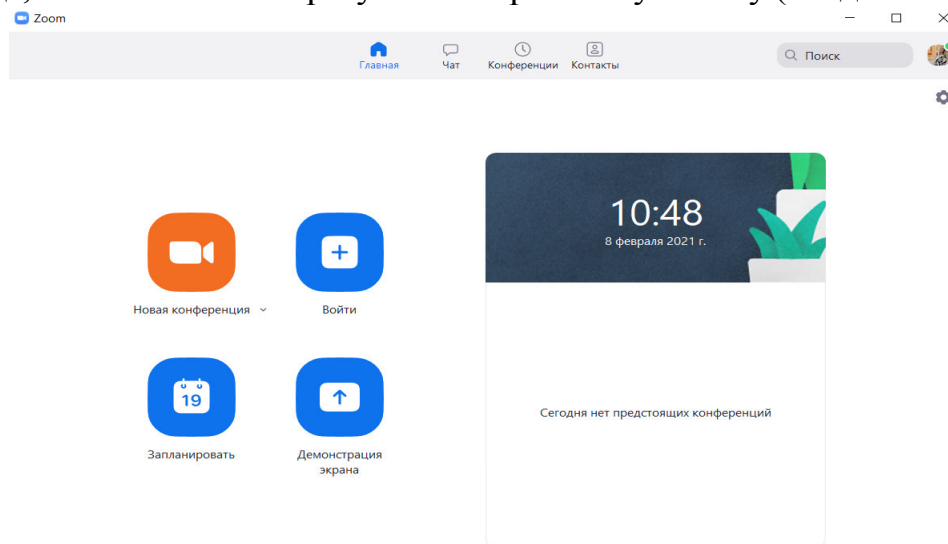 Zoom
Главная
Чат
Конференции
Контакты
Поиск
10:48
8 февраля 2021 г.
Новая конференция
Войти
19
Запланировать
Демонстрация
экрана
Сегодня нет предстоящих конференций